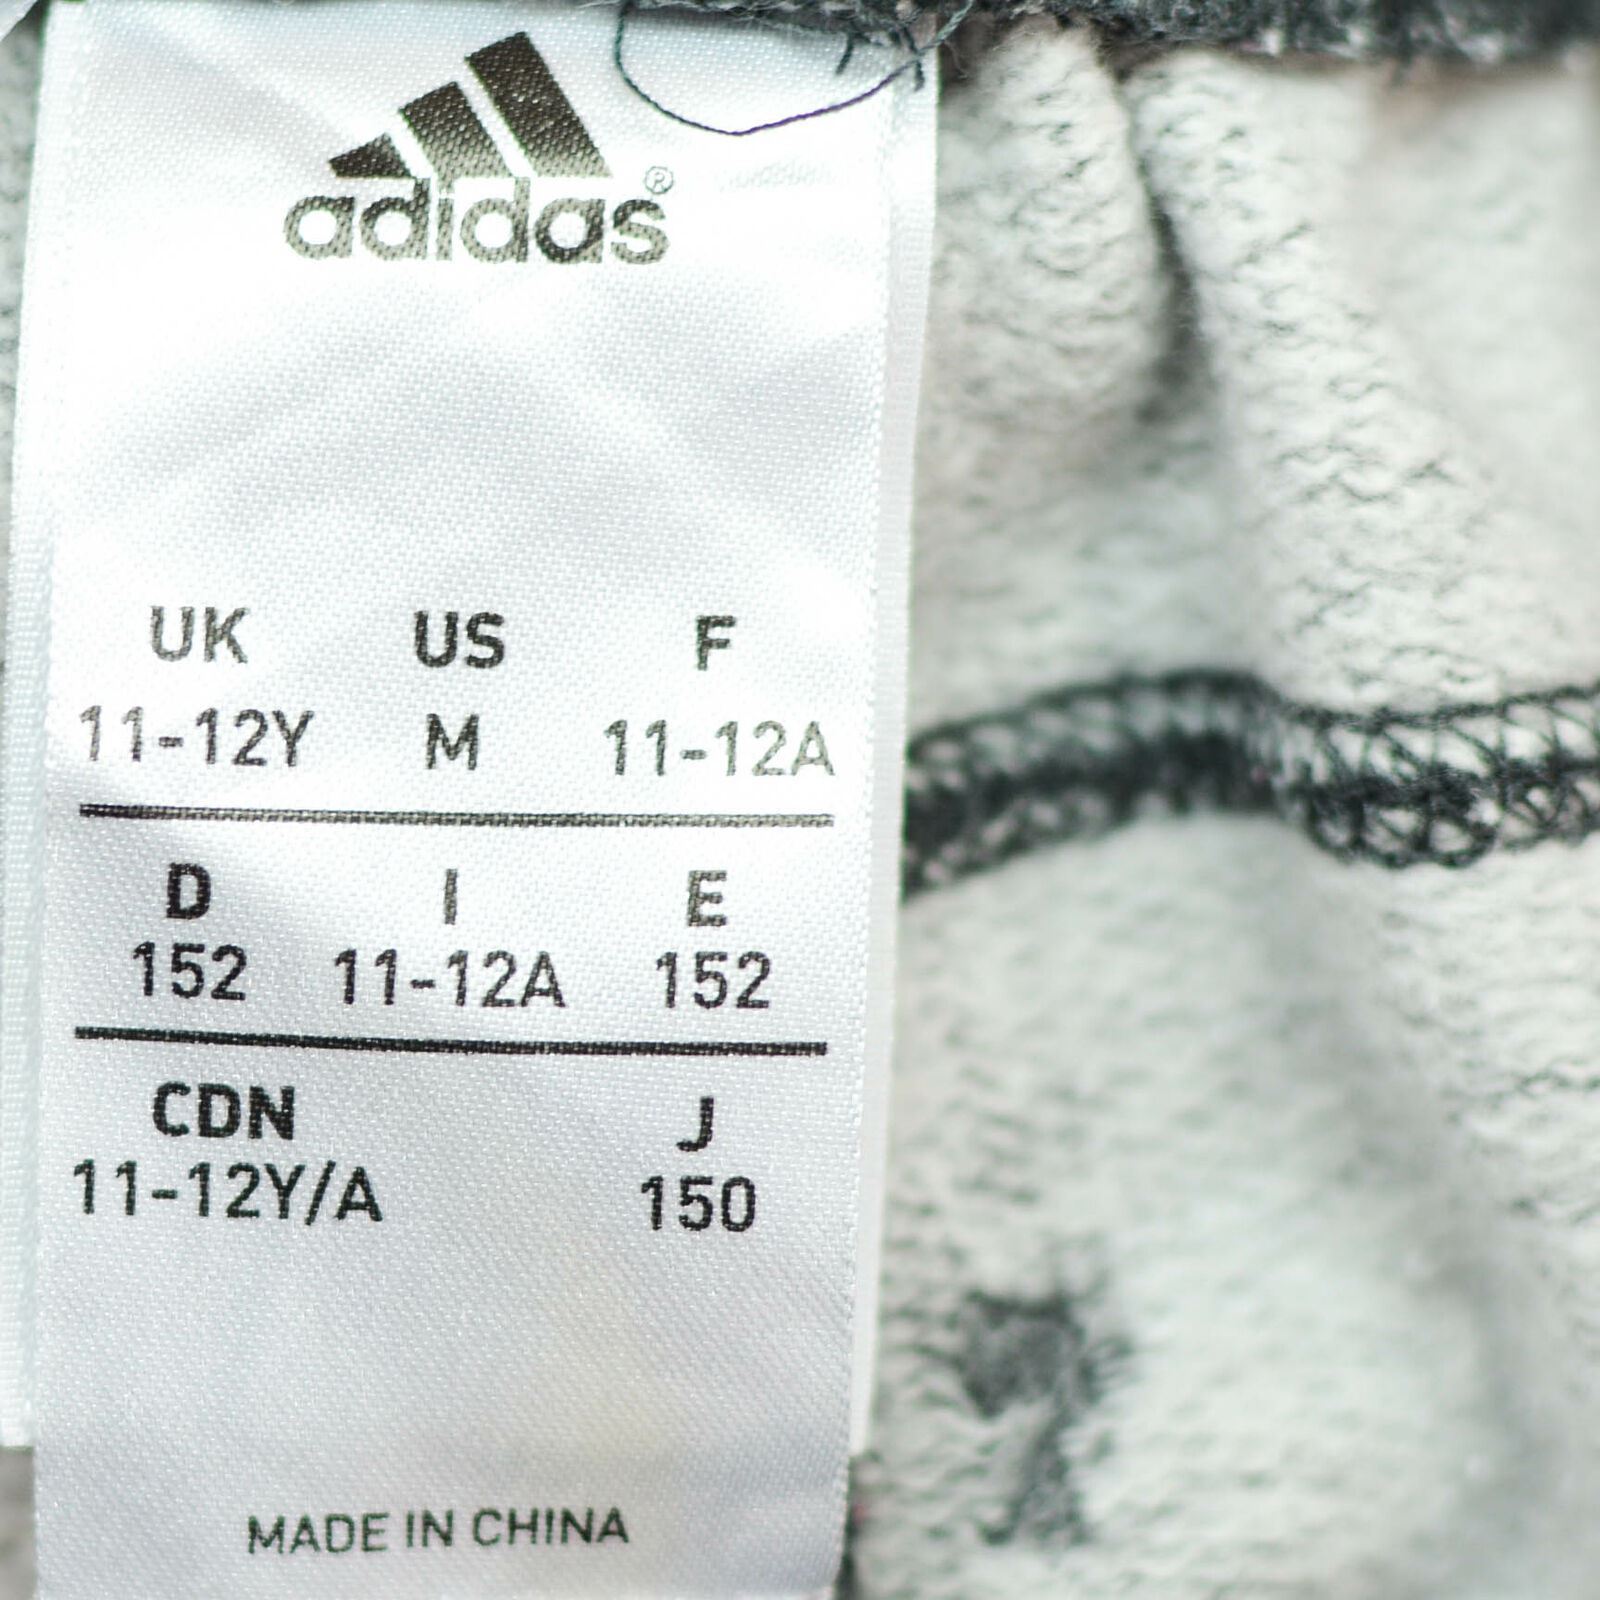 adidas®
UK US F
11-12Y M 11-12A
D I E
152 11-12A 152
CDN J
11-12Y/A 150
MADE IN CHINA